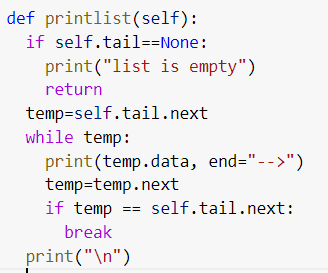 def printlist(self):
  if self.tail==None:
    print("list is empty")
    return
  temp=self.tail.next
  while temp:
    print(temp.data, end="-->")
    temp=temp.next
    if temp == self.tail.next:
      break
  print("\n")